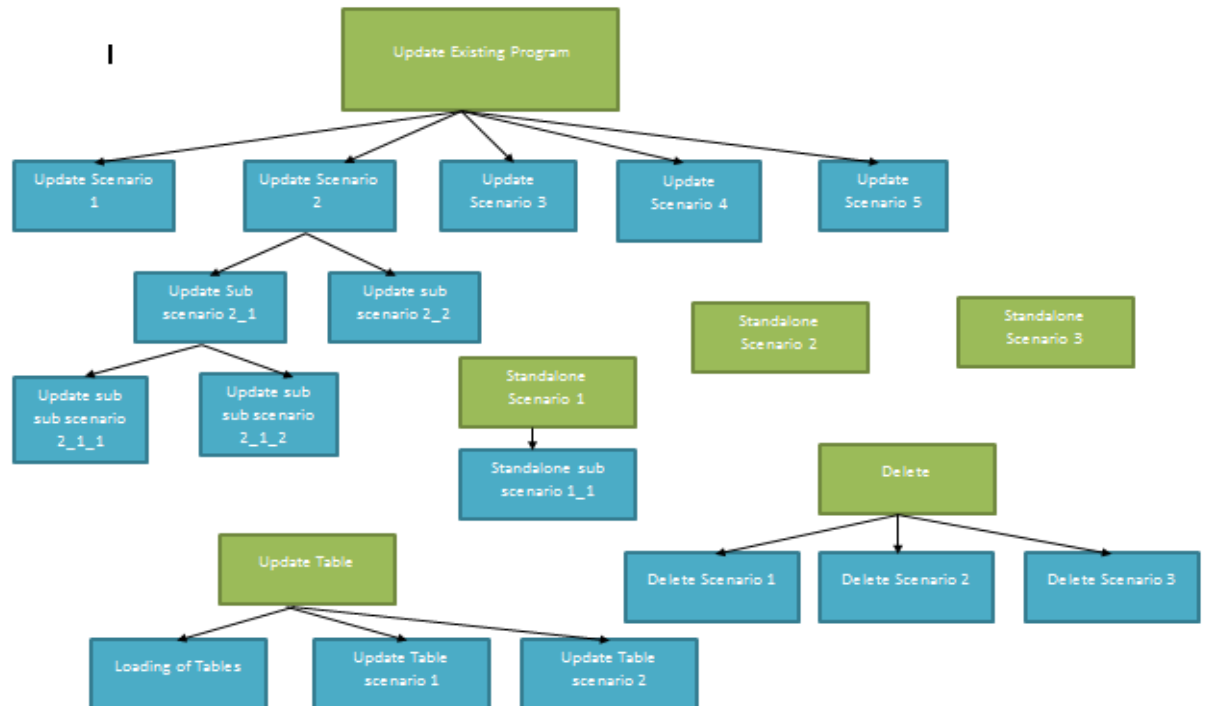 I
Update Existing Program
Update Scenario
1
Update Scenario
2
Update
Scenario 3
Update
Scenario 4
Update
Scenario 5
Update Sub
scenario 2_1
Update sub
scenario 2_2
Standalone
Scenario 2
Standalone
Scenario 3
Update sub
sub scenario
2_1_1
Update sub
sub scenario
2_1_2
Standalone
Scenario 1
Standalone sub
scenario 1_1
Delete
Update Table
Delete Scenario 1
Delete Scenario 2
Delete Scenario 3
Loading of Tables
Update Table
scenario 1
Update Table
scenario 2